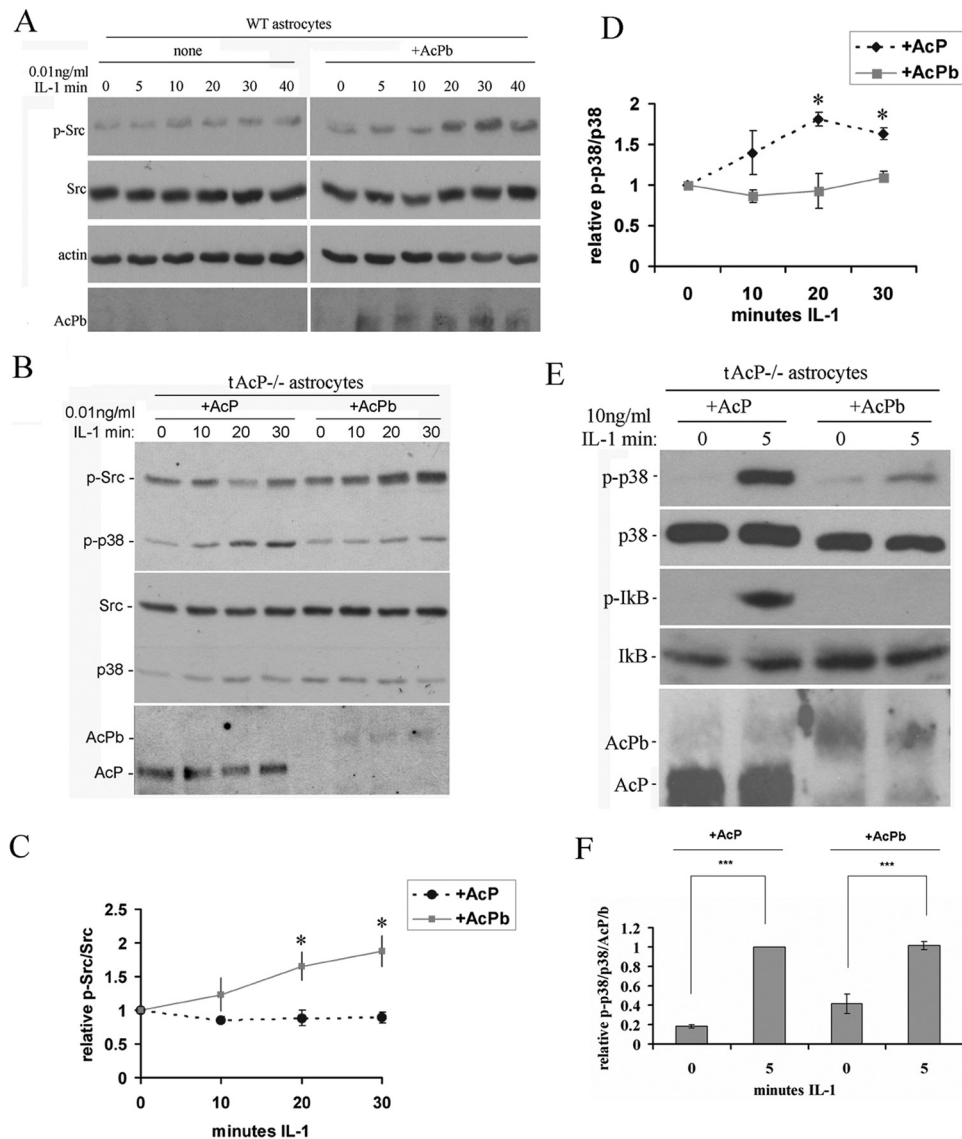 A
WT astrocytes
none
+AcPb
0.01ng/ml
IL-1 min
0 5 10 20 30 40 0 5 10 20 30 40
p-Src
Src
actin
AcPb
B
tAcP-/- astrocytes
+AcP +AcPb
0.01ng/ml
IL-1 min:
0 10 20 30 0 10 20 30
p-Src
p-p38
Src
p38
AcPb
AcP
C
+AcP
+AcPb
relative p-Src/Src
2.5
2
1.5
1
0.5
0
* *
0 10 20 30
minutes IL-1
D
+AcP
+AcPb
relative p-p38/p38
2
1.5
1
0.5
0
* *
0 10 20 30
minutes IL-1
E
tAcP-/- astrocytes
+AcP +AcPb
10ng/ml
IL-1 min:
0 5 0 5
p-p38
p38
p-IkB
IkB
AcPb
AcP
F
+AcP +AcPb
*** ***
relative p-p38/p38/AcP/b
1.2
1
0.8
0.6
0.4
0.2
0
0 5 0 5
minutes IL-1